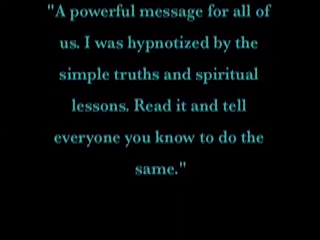 "A powerful message for all of
us. I was hypnotized by the
simple truths and spiritual
lessons. Read it and tell
everyone you know to do the
same."